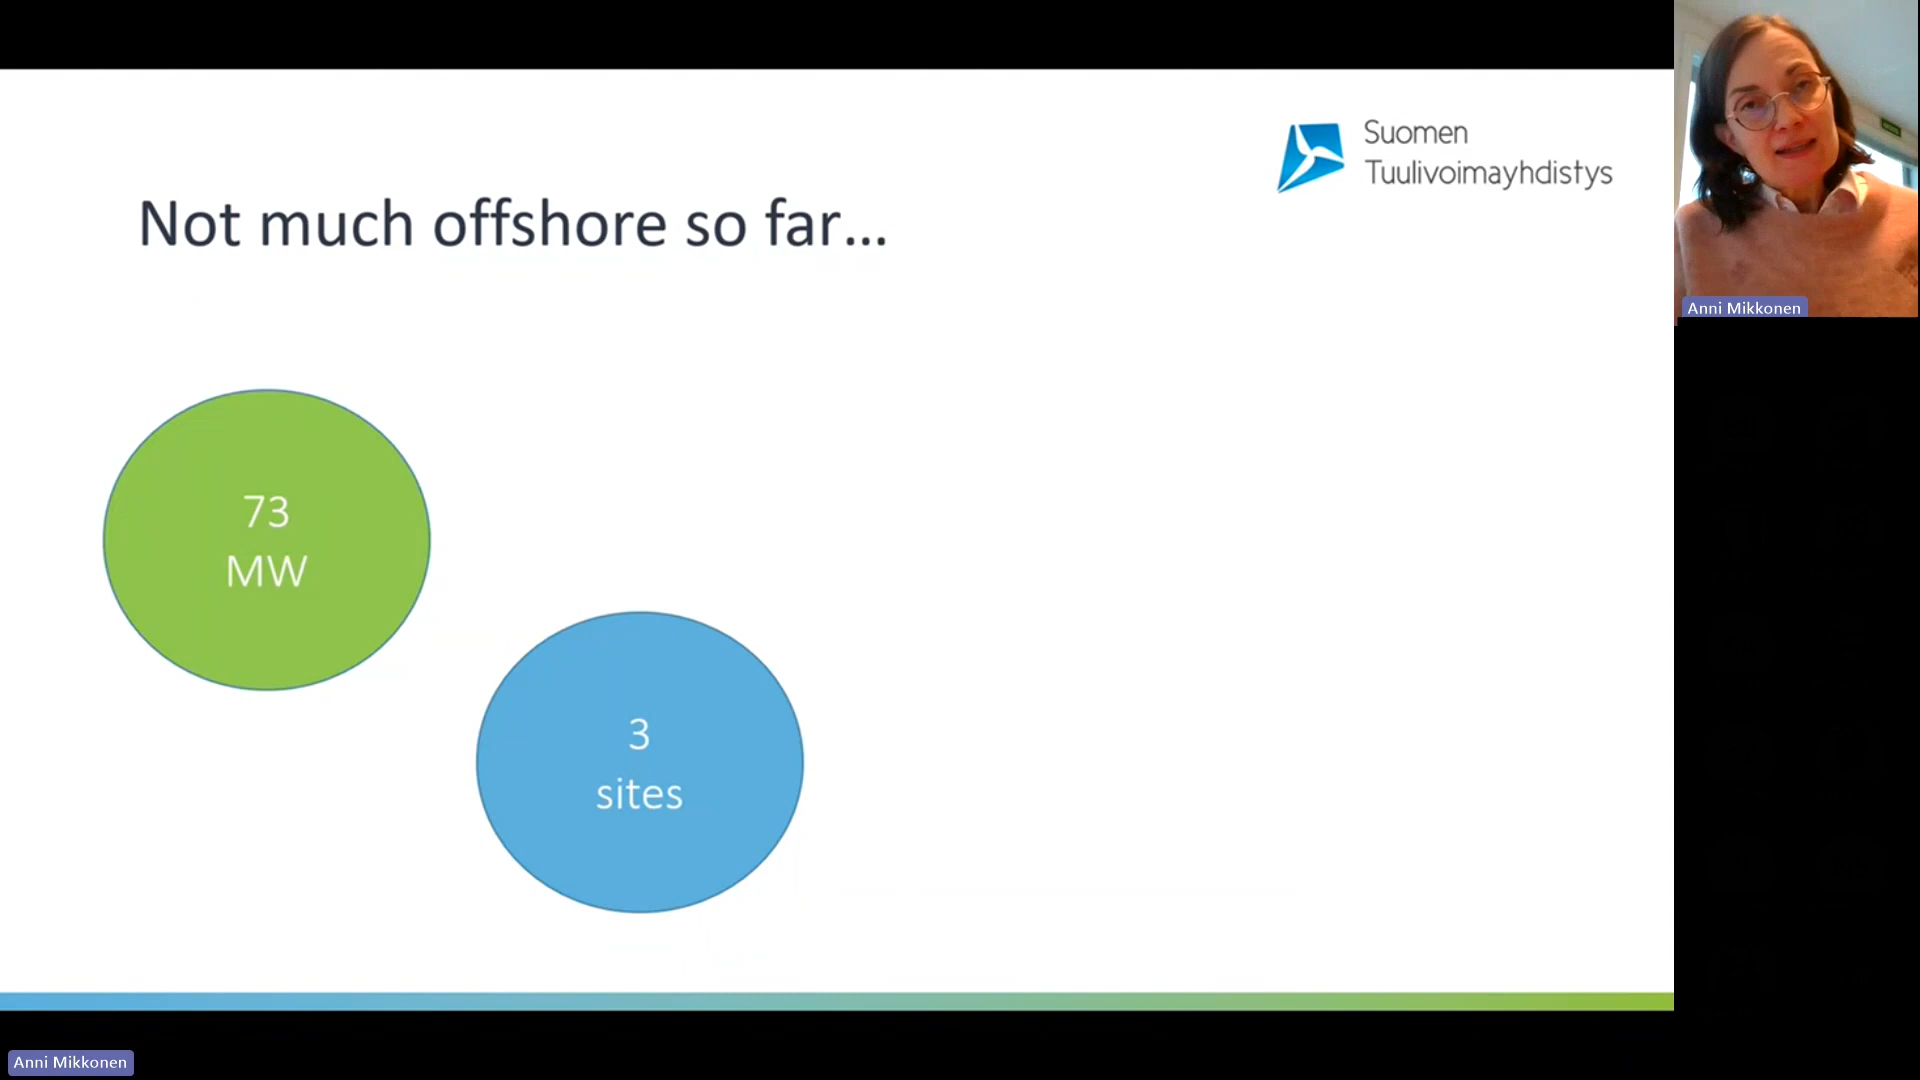 Suomen
Tuulivoimayhdistys
Not much offshore so far...
73
MW
3
sites
Anni Mikkonen
Anni Mikkonen